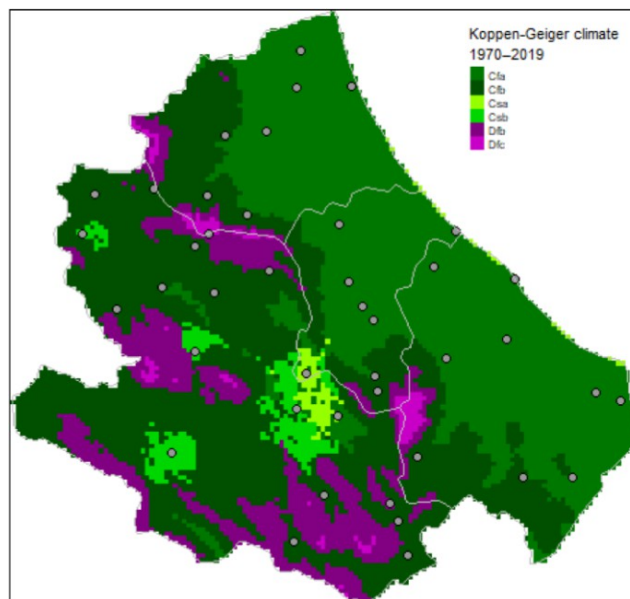 Koppen-Geiger climate
1970–2019
Cfa
Cfb
Csa
Csb
Dfb
Dfc